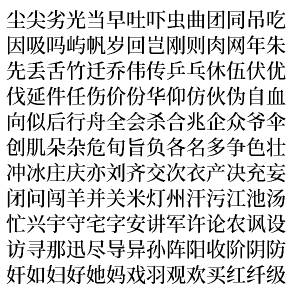 尘尖劣光当早吐吓虫曲团同吊吃
因吸吗屿帆岁回岂刚则肉网年朱
先丢舌竹迁乔伟传乒乓休伍伏优
伐延件任伤价份华仰仿伙伪自血
向似后行舟全会杀合兆企众爷伞
创肌朵杂危旬旨负各名多争色壮
冲冰庄庆亦刘齐交次衣产决充妄
闭问闯羊并关米灯州汗污江池汤
忙兴宇守宅字安讲军许论农讽设
访寻那迅尽导异孙阵阳收阶阴防
奸如妇好她妈戏羽观欢买红纤级